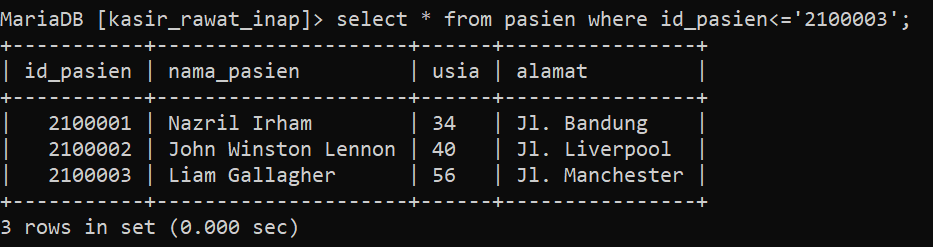 MariaDB [kasir_rawat_inap]> select * from pasien where id_pasien<='2100003';
+-----------+---------------------+------+----------------+
| id_pasien | nama_pasien         | usia | alamat         |
+-----------+---------------------+------+----------------+
|   2100001 | Nazril Irham        | 34   | Jl. Bandung    |
|   2100002 | John Winston Lennon | 40   | Jl. Liverpool  |
|   2100003 | Liam Gallagher      | 56   | Jl. Manchester |
+-----------+---------------------+------+----------------+
3 rows in set (0.000 sec)